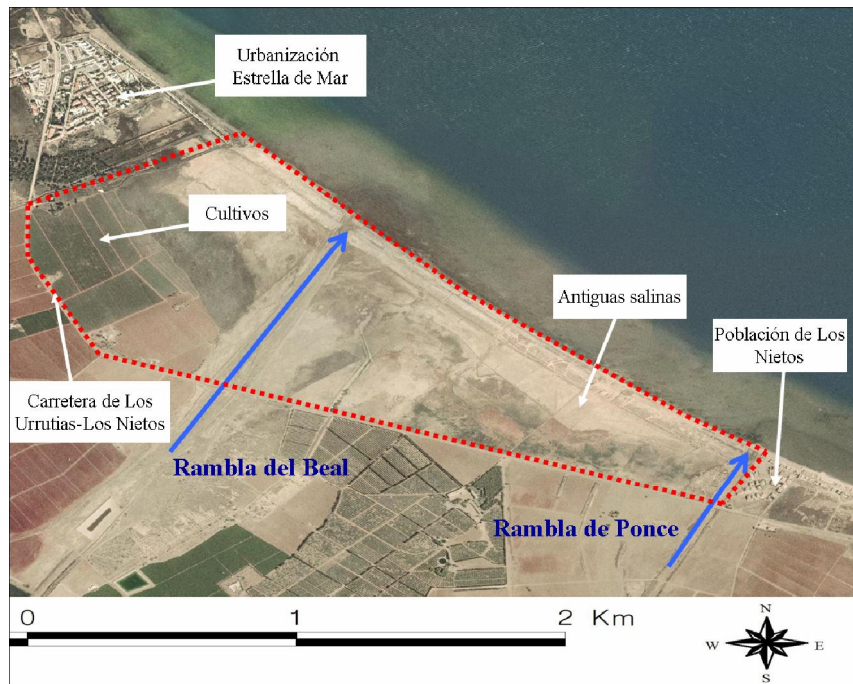 Urbanización
Estrella de Mar
Cultivos
Antiguas salinas
Población de Los
Nietos
Carretera de Los
Urrutias-Los Nietos
Rambla del Beal
Rambla de Ponce
0 1 2 Km
N
W E
S